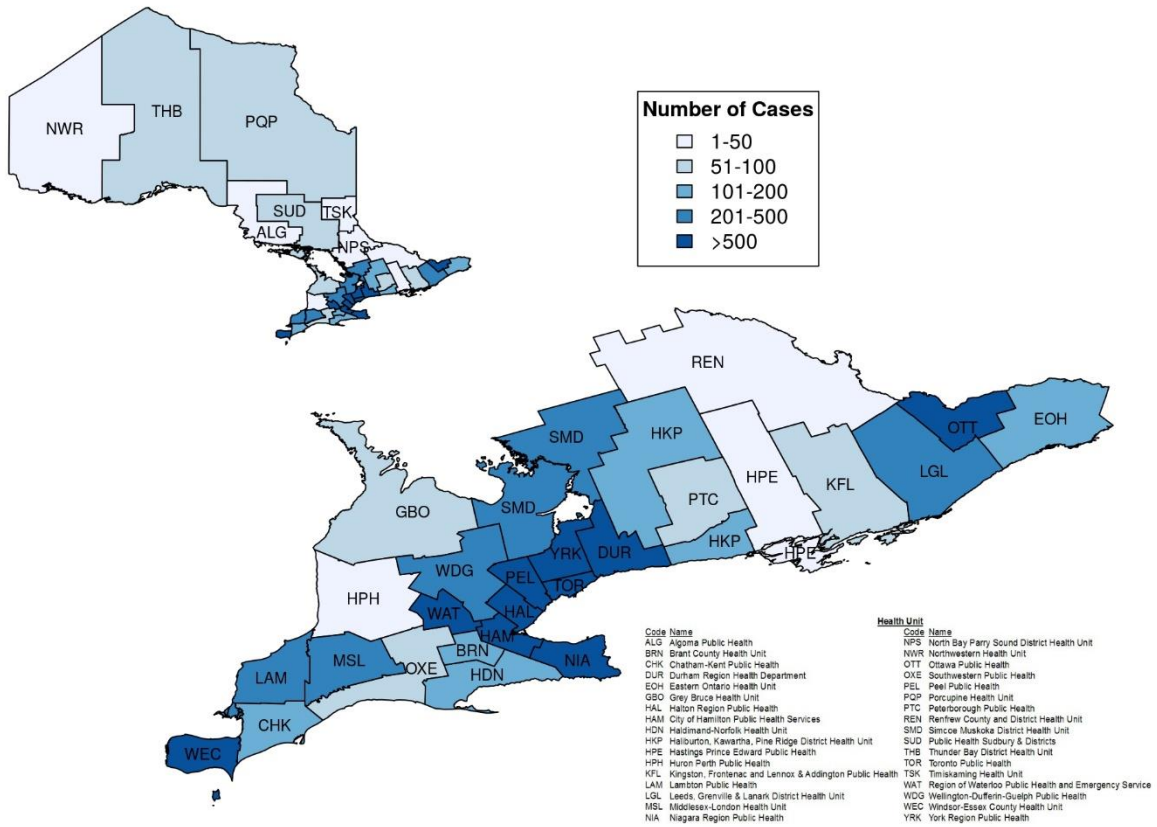 NWR
THB
PQP
SUD
TSK
ALG
NPS
Number of Cases
1-50
51-100
101-200
201-500
>500
REN
SMD
HKP
OTT
EOH
HPE
LGL
KFL
PTC
GBO
SMD
HKP
YRK
DUR
HPE
WDG
PEL
TOR
HPH
WAT
HAL
HAM
BRN
NIA
OXE
MSL
HDN
LAM
CHK
WEC
Health Unit
Code Name
ALG Algoma Public Health
BRN Brant County Health Unit
CHK Chatham-Kent Public Health
DUR Durham Region Health Department
EOH Eastern Ontario Health Unit
GBO Grey Bruce Health Unit
HAL Halton Region Public Health
HAM City of Hamilton Public Health Services
HDN Haldimand-Norfolk Health Unit
HKP Haliburton, Kawartha, Pine Ridge District Health Unit
HPE Hastings Prince Edward Public Health
HPH Huron Perth Public Health
KFL Kingston, Frontenac and Lennox & Addington Public Health
LAM Lambton Public Health
LGL Leeds, Grenville & Lanark District Health Unit
MSL Middlesex-London Health Unit
NIA Niagara Region Public Health
Code Name
NPS North Bay Parry Sound District Health Unit
NWR Northwestern Health Unit
OTT Ottawa Public Health
OXE Southwestern Public Health
PEL Peel Public Health
PQP Porcupine Health Unit
PTC Peterborough Public Health
REN Renfrew County and District Health Unit
SMD Simcoe Muskoka District Health Unit
SUD Public Health Sudbury & Districts
THB Thunder Bay District Health Unit
TOR Toronto Public Health
TSK Timiskaming Health Unit
WAT Region of Waterloo Public Health and Emergency Service
WDG Wellington-Dufferin-Guelph Public Health
WEC Windsor-Essex County Health Unit
YRK York Region Public Health